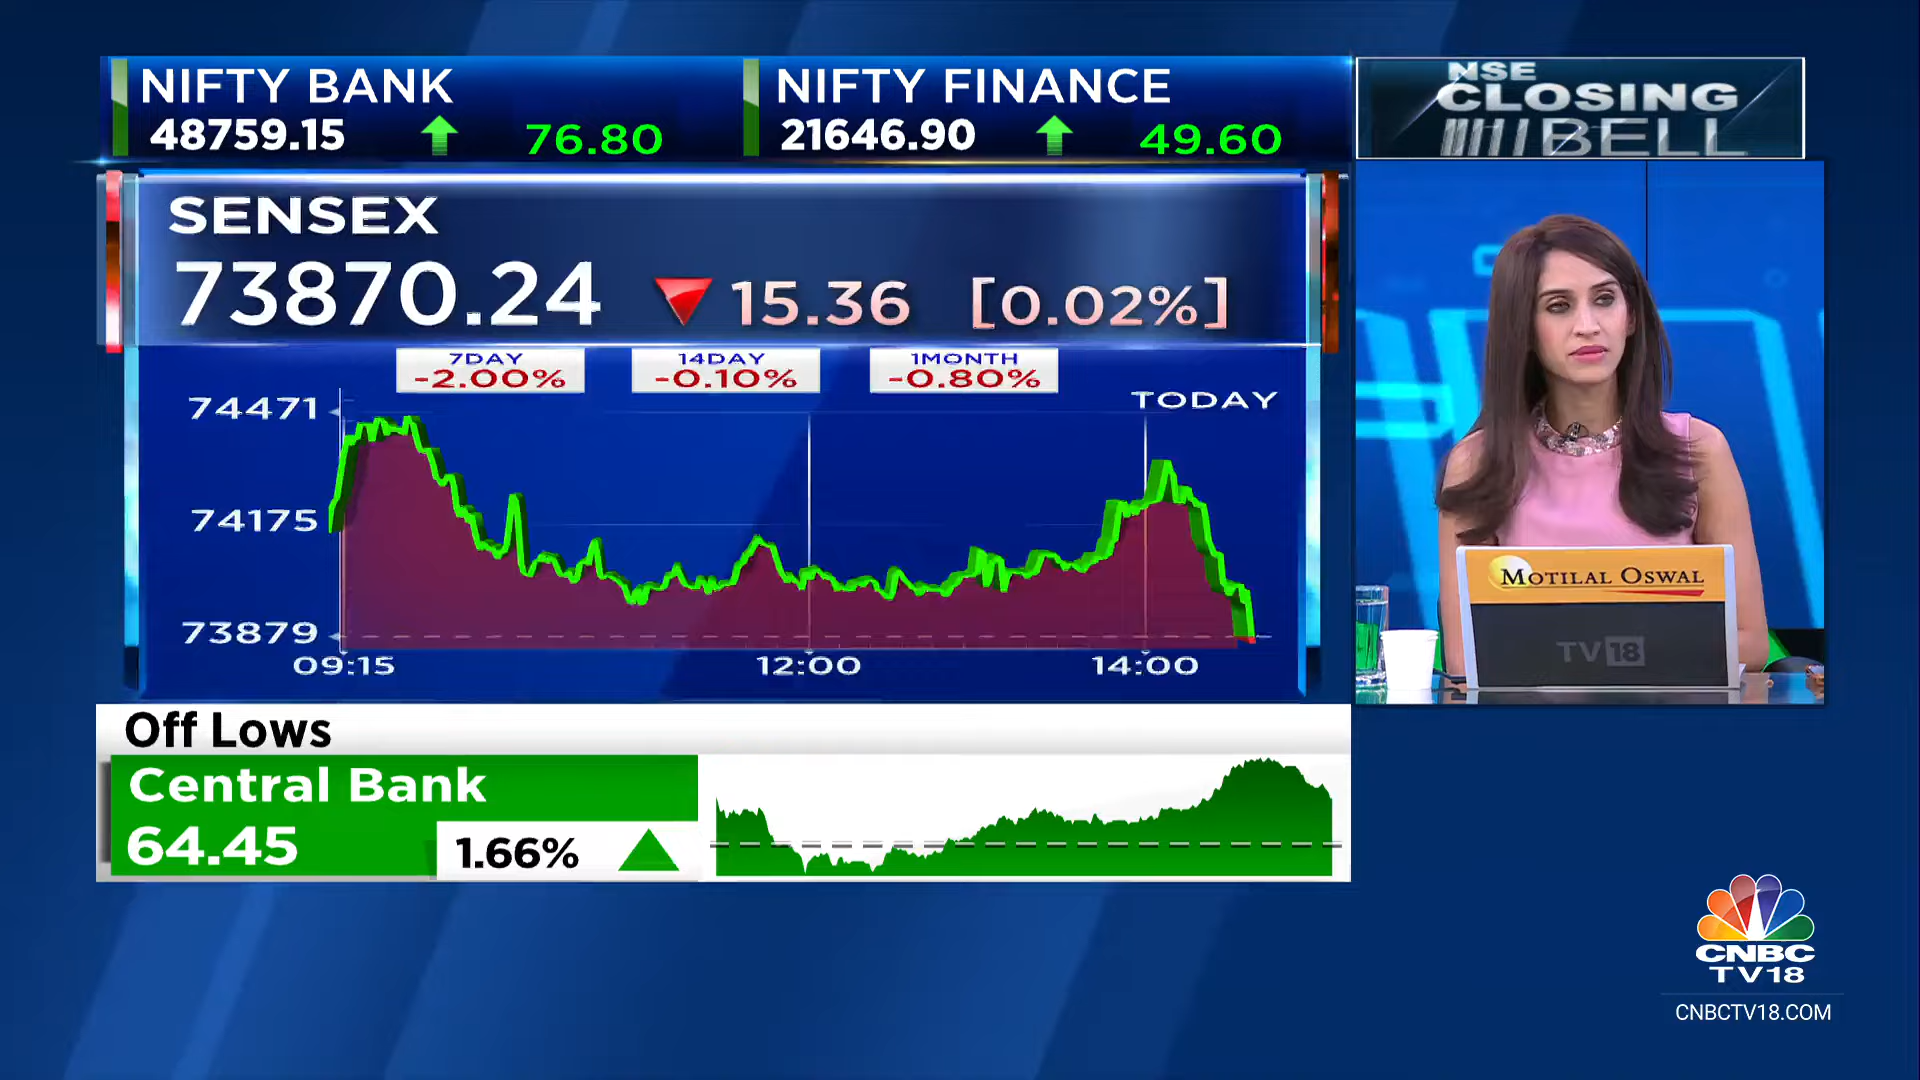 NIFTY BANK
48759.15 76.80
NIFTY FINANCE
21646.90 49.60
NSE
CLOSING
BELL
SENSEX
73870.24 15.36 [0.02%]
7DAY
-2.00%
14DAY
-0.10%
1MONTH
-0.80%
TODAY
74471
74175
73879
09:15 12:00 14:00
MOTILAL OSWAL
TV18
Off Lows
Central Bank
64.45 1.66%
CNBC
TV18
CNBCTV18.COM